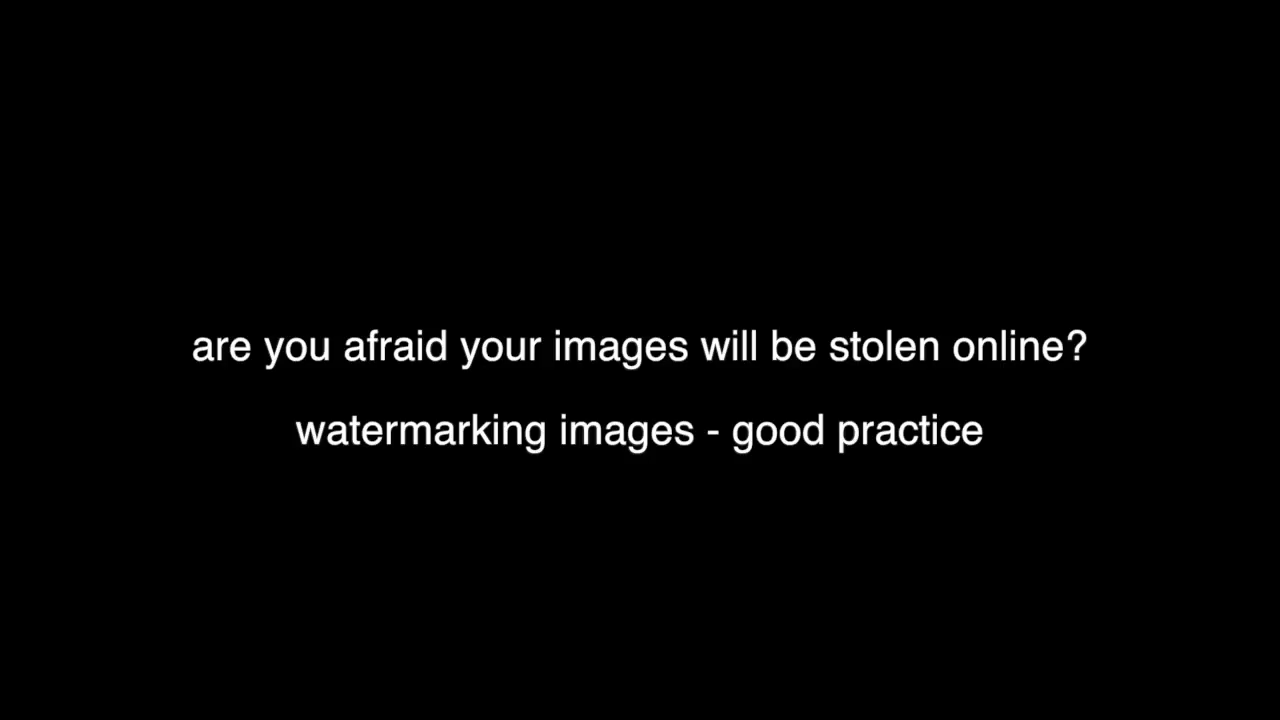 are you afraid your images will be stolen online?
watermarking images - good practice